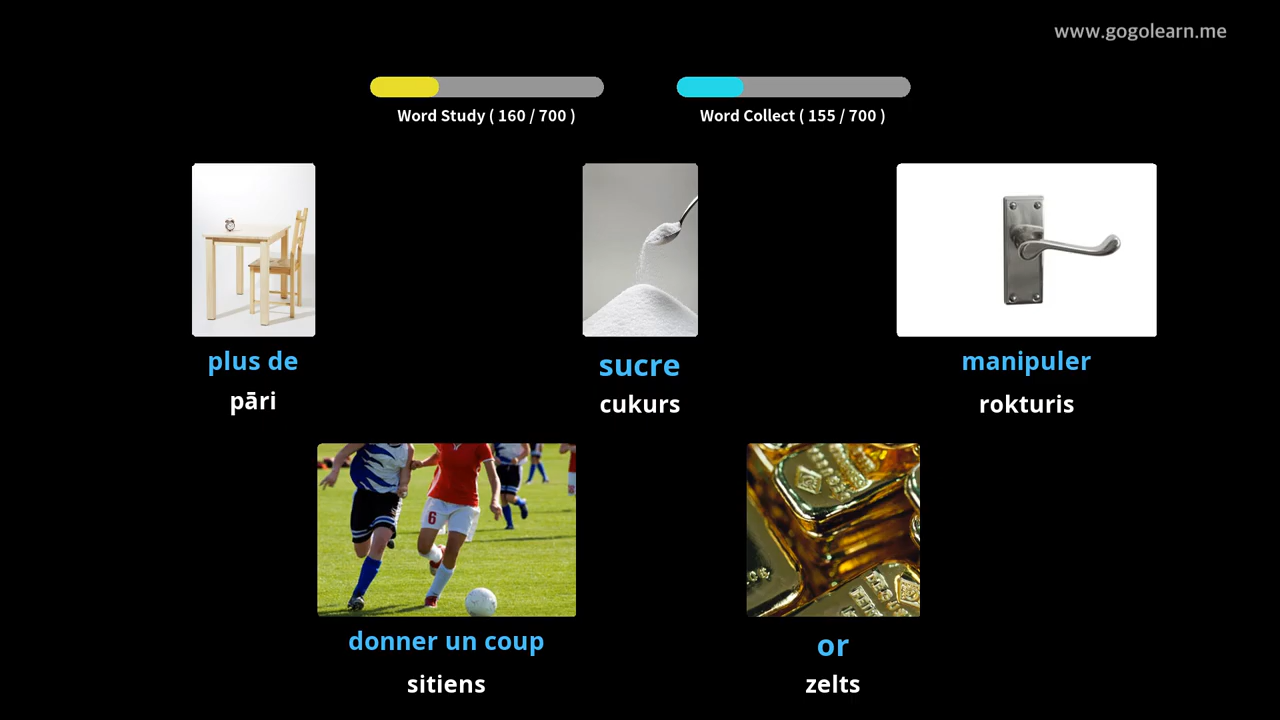 www.gogolearn.me
Word Study ( 160 / 700 )
Word Collect ( 155 / 700 )
plus de
pāri
sucre
cukurs
manipuler
rokturis
6
donner un coup
sitiens
or
zelts